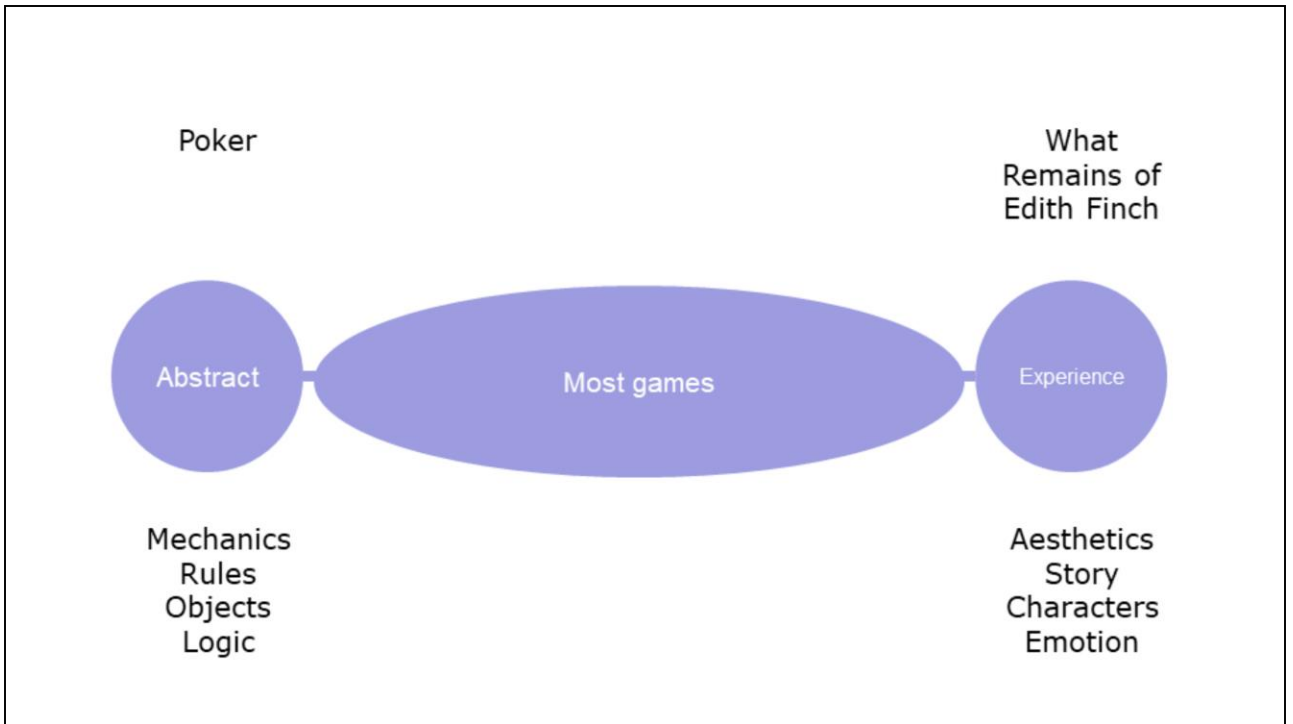 Poker
What
Remains of
Edith Finch
Abstract
Most games
Experience
Mechanics
Rules
Objects
Logic
Aesthetics
Story
Characters
Emotion